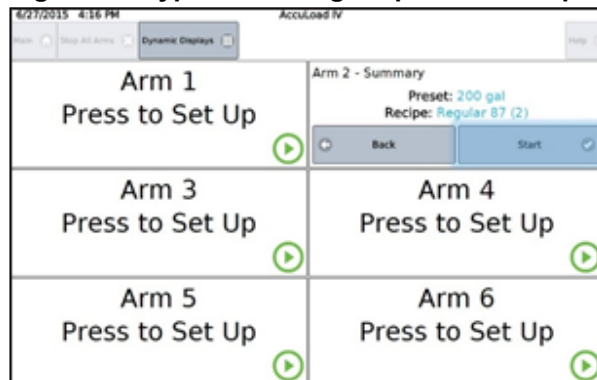 6/27/2015 4:16 PM AccuLoad IV
Main Stop All Arms Dynamic Displays Help
Arm 1
Press to Set Up
Arm 2 - Summary
Preset: 200 gal
Recipe: Regular 87 (2)
Back Start
Arm 3
Press to Set Up
Arm 4
Press to Set Up
Arm 5
Press to Set Up
Arm 6
Press to Set Up